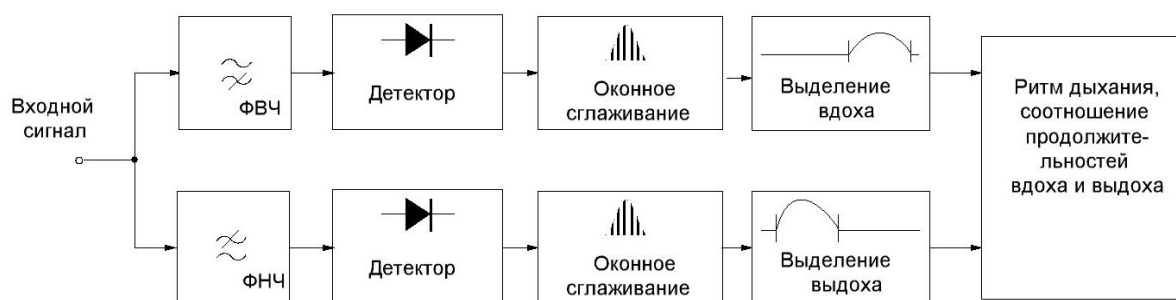 Входной
сигнал
ФВЧ
Детектор
Оконное
сглаживание
Выделение
вдоха
ФНЧ
Детектор
Оконное
сглаживание
Выделение
выдоха
Ритм дыхания,
соотношение
продолжите-
льностей
вдоха и выдоха